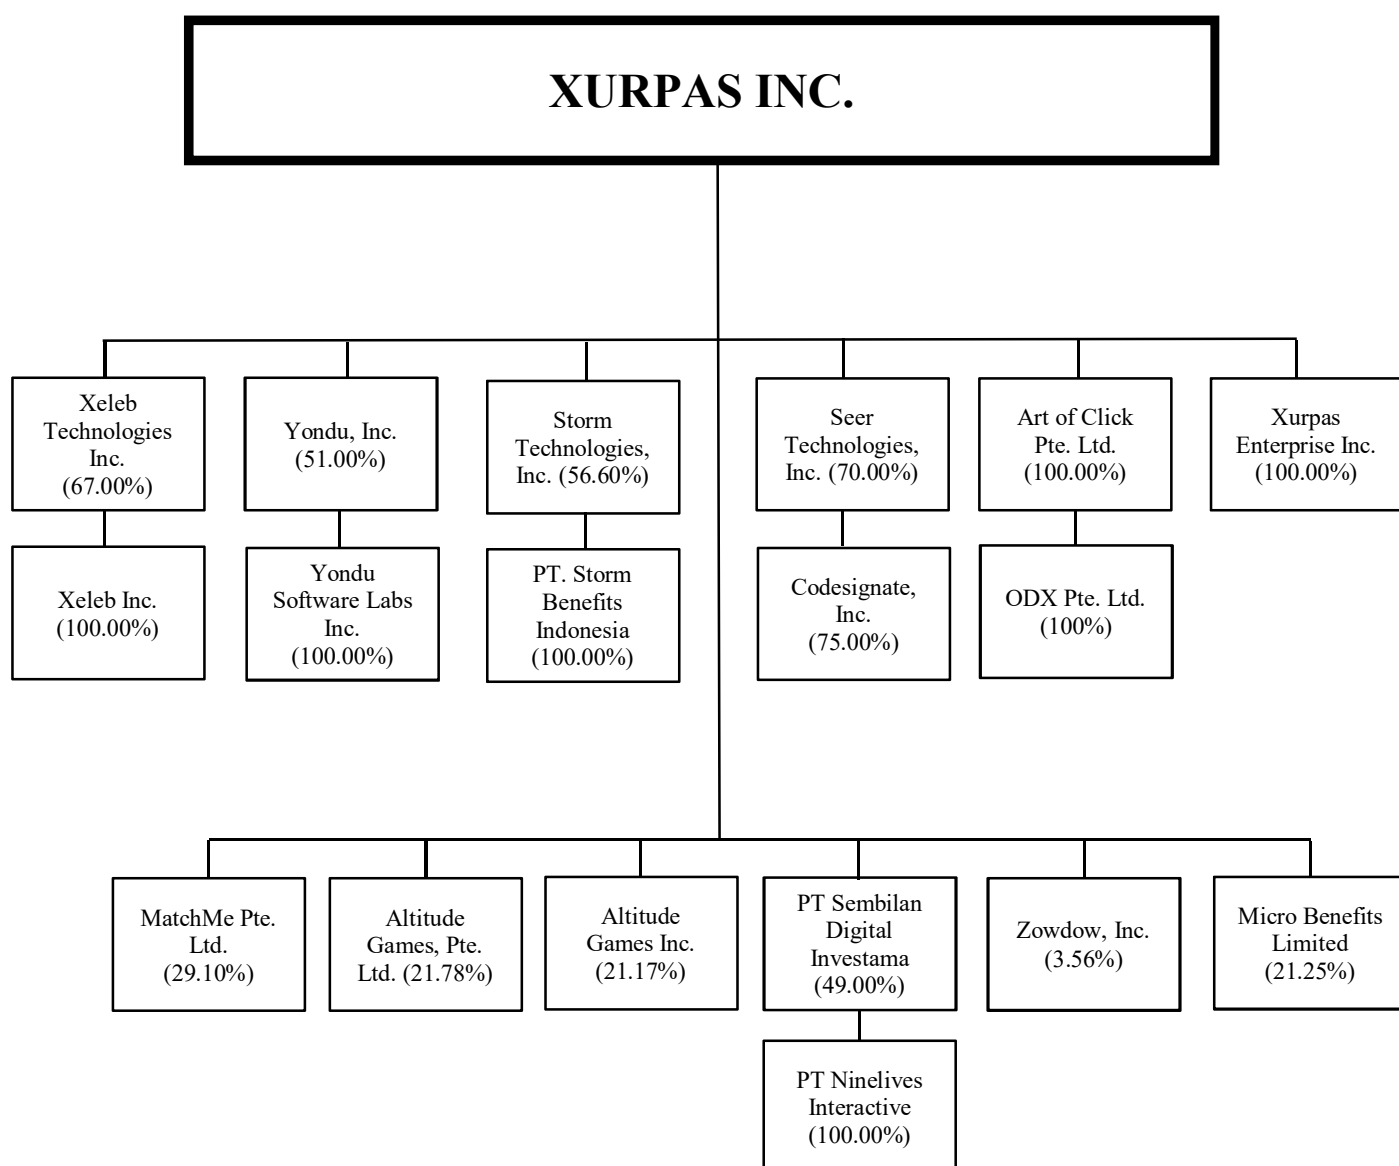 XURPAS INC.
Xeleb
Technologies
Inc.
(67.00%)
Yondu, Inc.
(51.00%)
Storm
Technologies,
Inc. (56.60%)
Seer
Technologies,
Inc. (70.00%)
Art of Click
Pte. Ltd.
(100.00%)
Xurpas
Enterprise Inc.
(100.00%)
Xeleb Inc.
(100.00%)
Yondu
Software Labs
Inc.
(100.00%)
PT. Storm
Benefits
Indonesia
(100.00%)
Codesignate,
Inc.
(75.00%)
ODX Pte. Ltd.
(100%)
MatchMe Pte.
Ltd.
(29.10%)
Altitude
Games, Pte.
Ltd. (21.78%)
Altitude
Games Inc.
(21.17%)
PT Sembilan
Digital
Investama
(49.00%)
Zowdow, Inc.
(3.56%)
Micro Benefits
Limited
(21.25%)
PT Ninelives
Interactive
(100.00%)